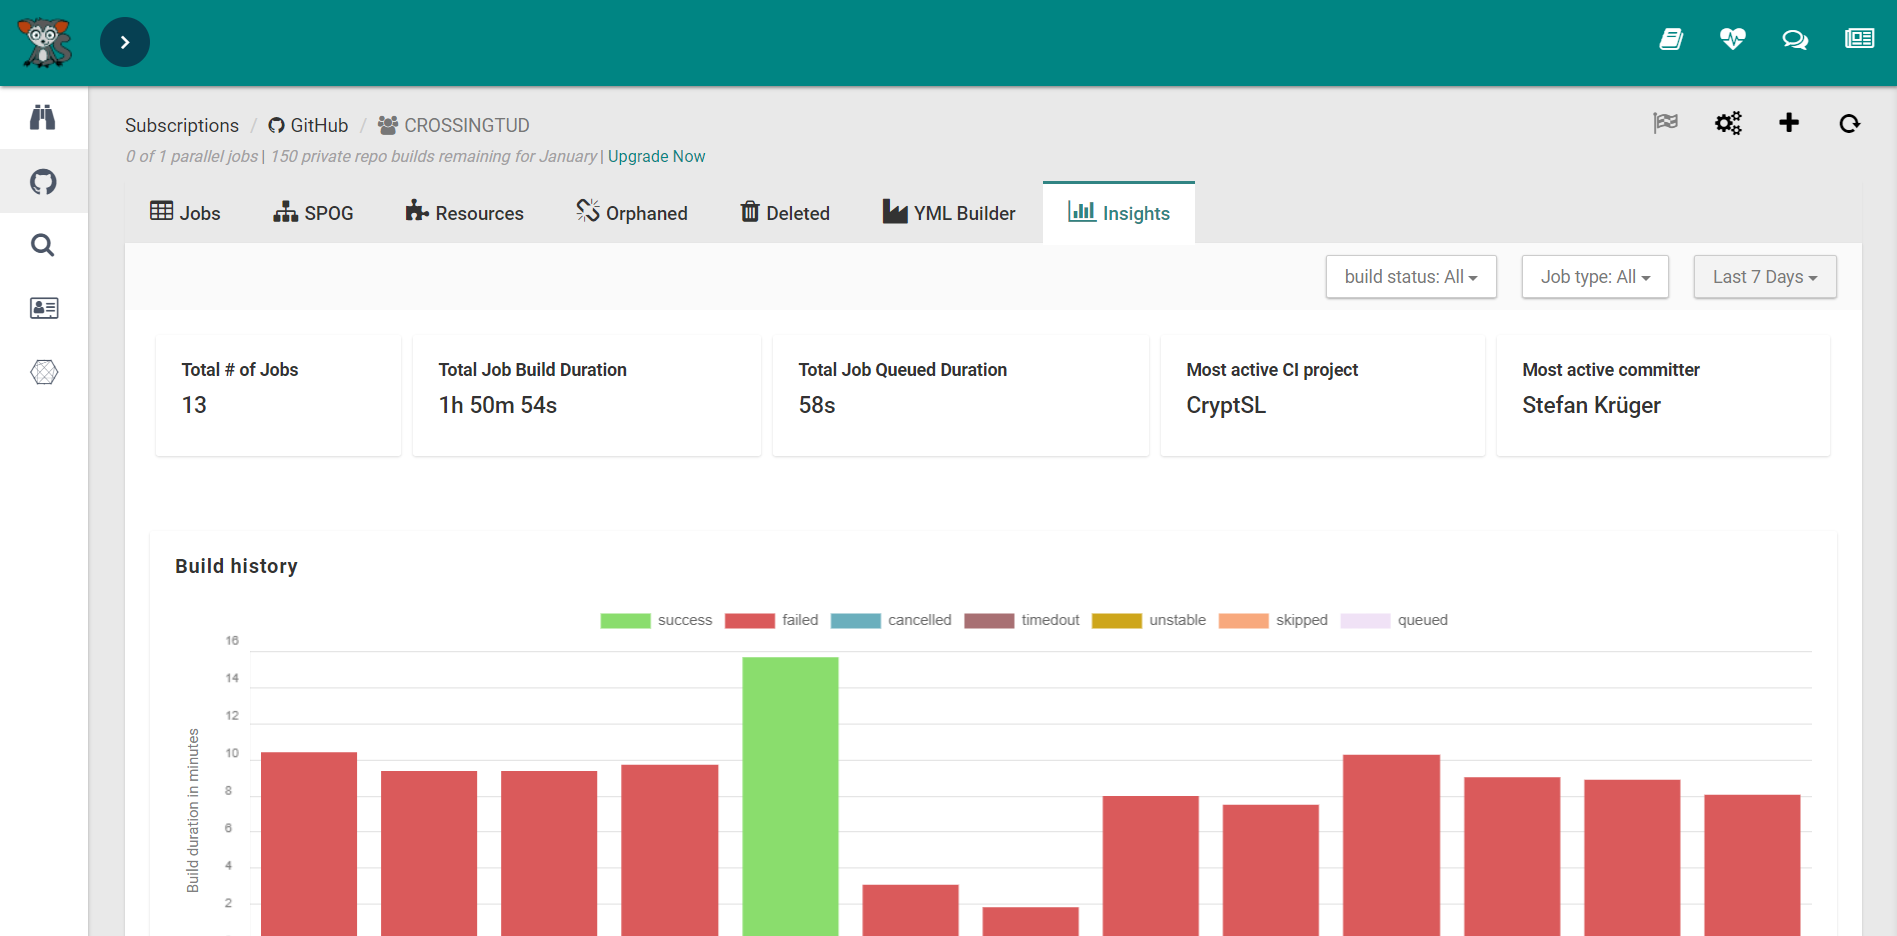 Subscriptions / GitHub / CROSSINGTUD
0 of 1 parallel jobs | 150 private repo builds remaining for January | Upgrade Now
Jobs SPOG Resources Orphaned Deleted YML Builder Insights
build status: All Job type: All Last 7 Days
Total # of Jobs
13
Total Job Build Duration
1h 50m 54s
Total Job Queued Duration
58s
Most active CI project
CryptSL
Most active committer
Stefan Krüger
Build history
success failed cancelled timedout unstable skipped queued
Build duration in minutes
16
14
12
10
8
6
4
2